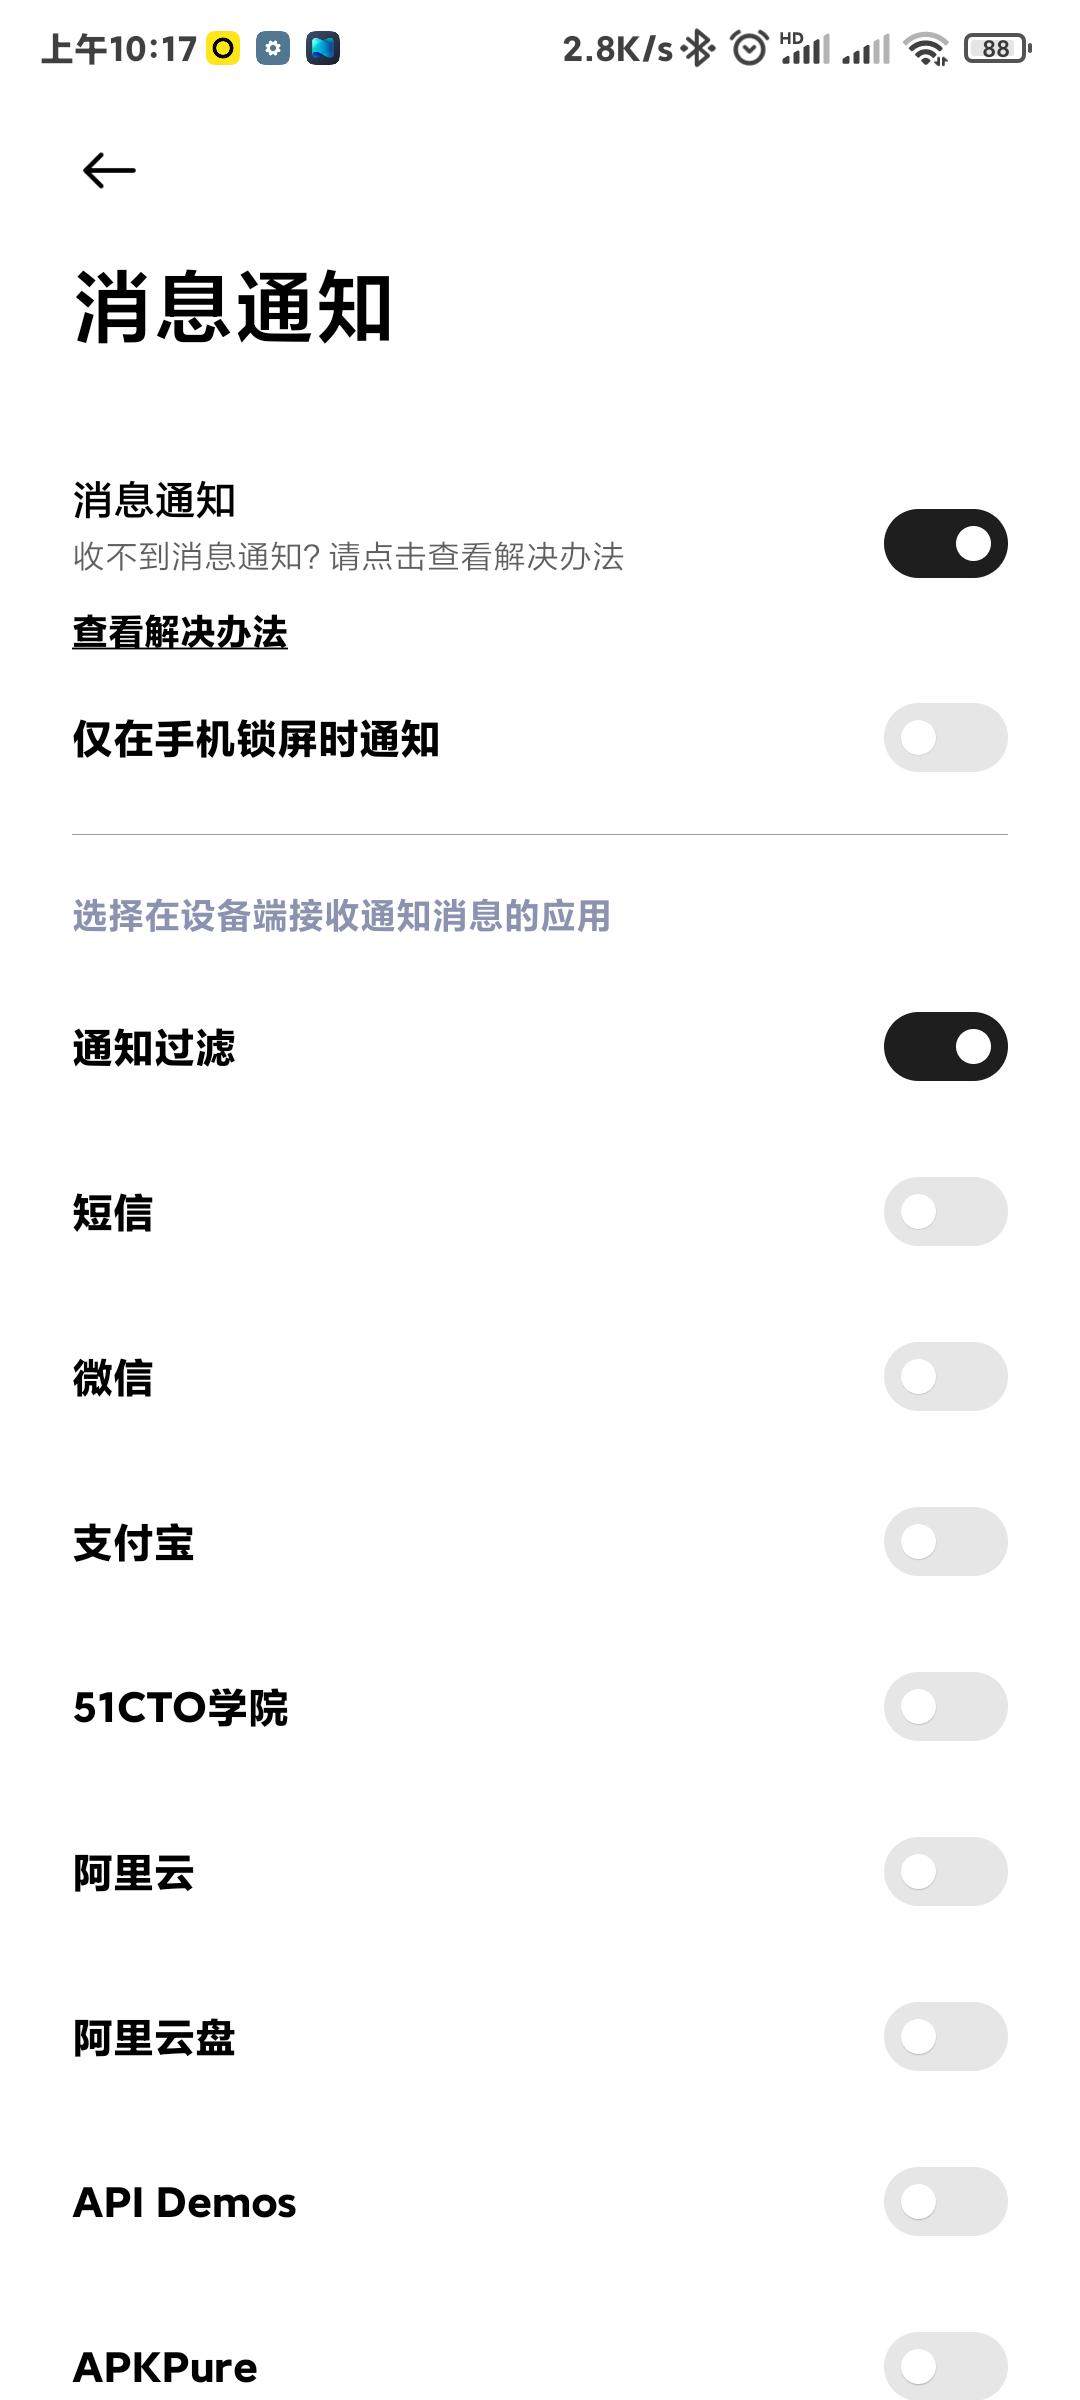 上午10:17
2.8K/s
HD
88
消息通知
消息通知
收不到消息通知? 请点击查看解决办法
查看解决办法
仅在手机锁屏时通知
选择在设备端接收通知消息的应用
通知过滤
短信
微信
支付宝
51CTO学院
阿里云
阿里云盘
API Demos
APKPure